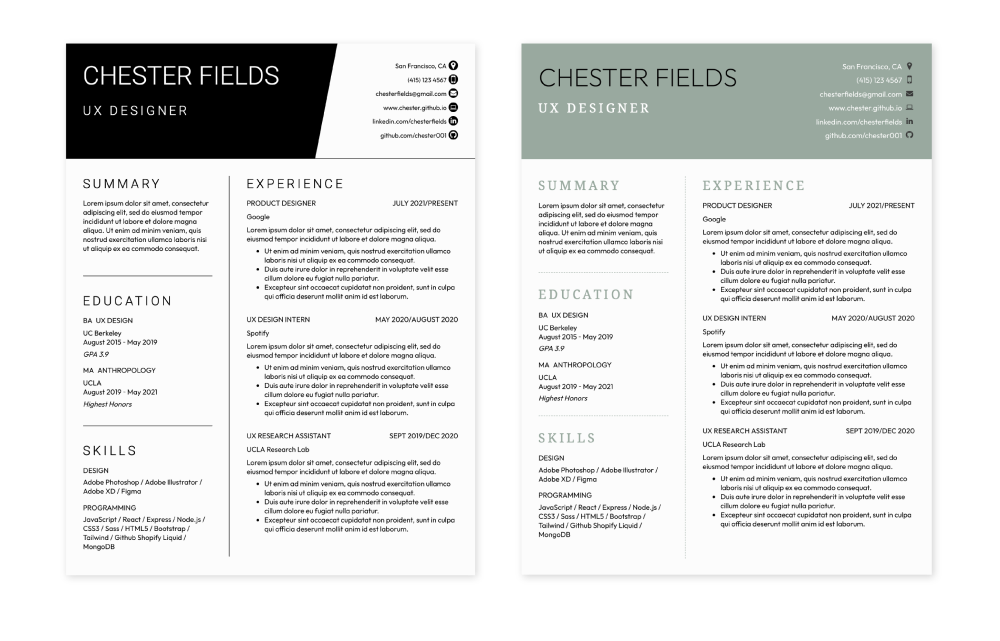 CHESTER FIELDS
UX DESIGNER
San Francisco, CA
(415) 123 4567
chesterfields@gmail.com
www.chester.github.io
linkedin.com/chesterfields
github.com/chester001
SUMMARY
Lorem ipsum dolor sit amet, consectetur
adipiscing elit, sed do eiusmod tempor
incididunt ut labore et dolore magna
aliqua. Ut enim ad minim veniam, quis
nostrud exercitation ullamco laboris nisi
ut aliquip ex ea commodo consequat.
EDUCATION
BA UX DESIGN
UC Berkeley
August 2015 - May 2019
GPA 3.9
MA ANTHROPOLOGY
UCLA
August 2019 - May 2021
Highest Honors
SKILLS
DESIGN
Adobe Photoshop / Adobe Illustrator /
Adobe XD / Figma
PROGRAMMING
JavaScript / React / Express / Node.js /
CSS3 / Sass / HTML5 / Bootstrap /
Tailwind / Github Shopify Liquid /
MongoDB
EXPERIENCE
PRODUCT DESIGNER JULY 2021/PRESENT
Google
Lorem ipsum dolor sit amet, consectetur adipiscing elit, sed do
eiusmod tempor incididunt ut labore et dolore magna aliqua.
• Ut enim ad minim veniam, quis nostrud exercitation ullamco
laboris nisi ut aliquip ex ea commodo consequat.
• Duis aute irure dolor in reprehenderit in voluptate velit esse
cillum dolore eu fugiat nulla pariatur.
• Excepteur sint occaecat cupidatat non proident, sunt in culpa
qui officia deserunt mollit anim id est laborum.
UX DESIGN INTERN MAY 2020/AUGUST 2020
Spotify
Lorem ipsum dolor sit amet, consectetur adipiscing elit, sed do
eiusmod tempor incididunt ut labore et dolore magna aliqua.
• Ut enim ad minim veniam, quis nostrud exercitation ullamco
laboris nisi ut aliquip ex ea commodo consequat.
• Duis aute irure dolor in reprehenderit in voluptate velit esse
cillum dolore eu fugiat nulla pariatur.
• Excepteur sint occaecat cupidatat non proident, sunt in culpa
qui officia deserunt mollit anim id est laborum.
UX RESEARCH ASSISTANT SEPT 2019/DEC 2020
UCLA Research Lab
Lorem ipsum dolor sit amet, consectetur adipiscing elit, sed do
eiusmod tempor incididunt ut labore et dolore magna aliqua.
• Ut enim ad minim veniam, quis nostrud exercitation ullamco
laboris nisi ut aliquip ex ea commodo consequat.
• Duis aute irure dolor in reprehenderit in voluptate velit esse
cillum dolore eu fugiat nulla pariatur.
• Excepteur sint occaecat cupidatat non proident, sunt in culpa
qui officia deserunt mollit anim id est laborum.
CHESTER FIELDS
UX DESIGNER
San Francisco, CA
(415) 123 4567
chesterfields@gmail.com
www.chester.github.io
linkedin.com/chesterfields
github.com/chester001
SUMMARY
Lorem ipsum dolor sit amet, consectetur
adipiscing elit, sed do eiusmod tempor
incididunt ut labore et dolore magna
aliqua. Ut enim ad minim veniam, quis
nostrud exercitation ullamco laboris nisi
ut aliquip ex ea commodo consequat.
EDUCATION
BA UX DESIGN
UC Berkeley
August 2015 - May 2019
GPA 3.9
MA ANTHROPOLOGY
UCLA
August 2019 - May 2021
Highest Honors
SKILLS
DESIGN
Adobe Photoshop / Adobe Illustrator /
Adobe XD / Figma
PROGRAMMING
JavaScript / React / Express / Node.js /
CSS3 / Sass / HTML5 / Bootstrap /
Tailwind / Github Shopify Liquid /
MongoDB
EXPERIENCE
PRODUCT DESIGNER JULY 2021/PRESENT
Google
Lorem ipsum dolor sit amet, consectetur adipiscing elit, sed do
eiusmod tempor incididunt ut labore et dolore magna aliqua.
• Ut enim ad minim veniam, quis nostrud exercitation ullamco
laboris nisi ut aliquip ex ea commodo consequat.
• Duis aute irure dolor in reprehenderit in voluptate velit esse
cillum dolore eu fugiat nulla pariatur.
• Excepteur sint occaecat cupidatat non proident, sunt in culpa
qui officia deserunt mollit anim id est laborum.
UX DESIGN INTERN MAY 2020/AUGUST 2020
Spotify
Lorem ipsum dolor sit amet, consectetur adipiscing elit, sed do
eiusmod tempor incididunt ut labore et dolore magna aliqua.
• Ut enim ad minim veniam, quis nostrud exercitation ullamco
laboris nisi ut aliquip ex ea commodo consequat.
• Duis aute irure dolor in reprehenderit in voluptate velit esse
cillum dolore eu fugiat nulla pariatur.
• Excepteur sint occaecat cupidatat non proident, sunt in culpa
qui officia deserunt mollit anim id est laborum.
UX RESEARCH ASSISTANT SEPT 2019/DEC 2020
UCLA Research Lab
Lorem ipsum dolor sit amet, consectetur adipiscing elit, sed do
eiusmod tempor incididunt ut labore et dolore magna aliqua.
• Ut enim ad minim veniam, quis nostrud exercitation ullamco
laboris nisi ut aliquip ex ea commodo consequat.
• Duis aute irure dolor in reprehenderit in voluptate velit esse
cillum dolore eu fugiat nulla pariatur.
• Excepteur sint occaecat cupidatat non proident, sunt in culpa
qui officia deserunt mollit anim id est laborum.